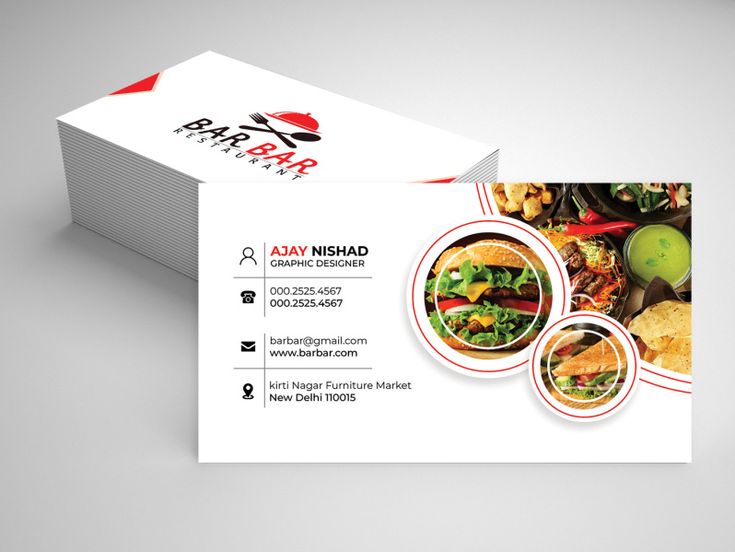 BAR BAR
RESTAURANT
AJAY NISHAD
GRAPHIC DESIGNER
000.2525.4567
000.2525.4567
barbar@gmail.com
www.barbar.com
kirti Nagar Furniture Market
New Delhi 110015